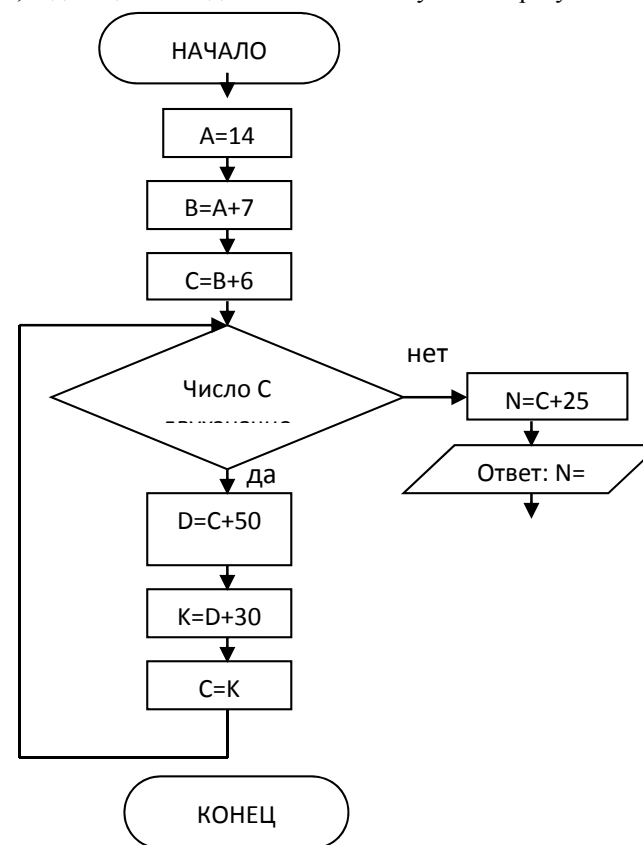 НАЧАЛО
A=14
B=A+7
C=B+6
нет
Число С
N=C+25
Ответ: N=
да
D=C+50
K=D+30
C=K
КОНЕЦ